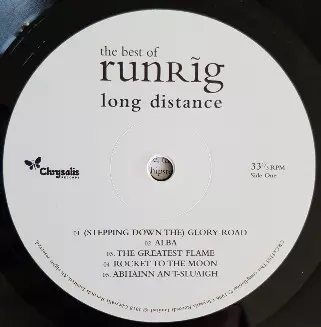 the best of
runrig
long distance
Chrysalis
RECORDS
33⅓ RPM
Side One
01 (STEPPING DOWN THE) GLORY ROAD
02 ALBA
03 THE GREATEST FLAME
04 ROCKET TO THE MOON
05 ABHAINN AN T-SLUAIGH